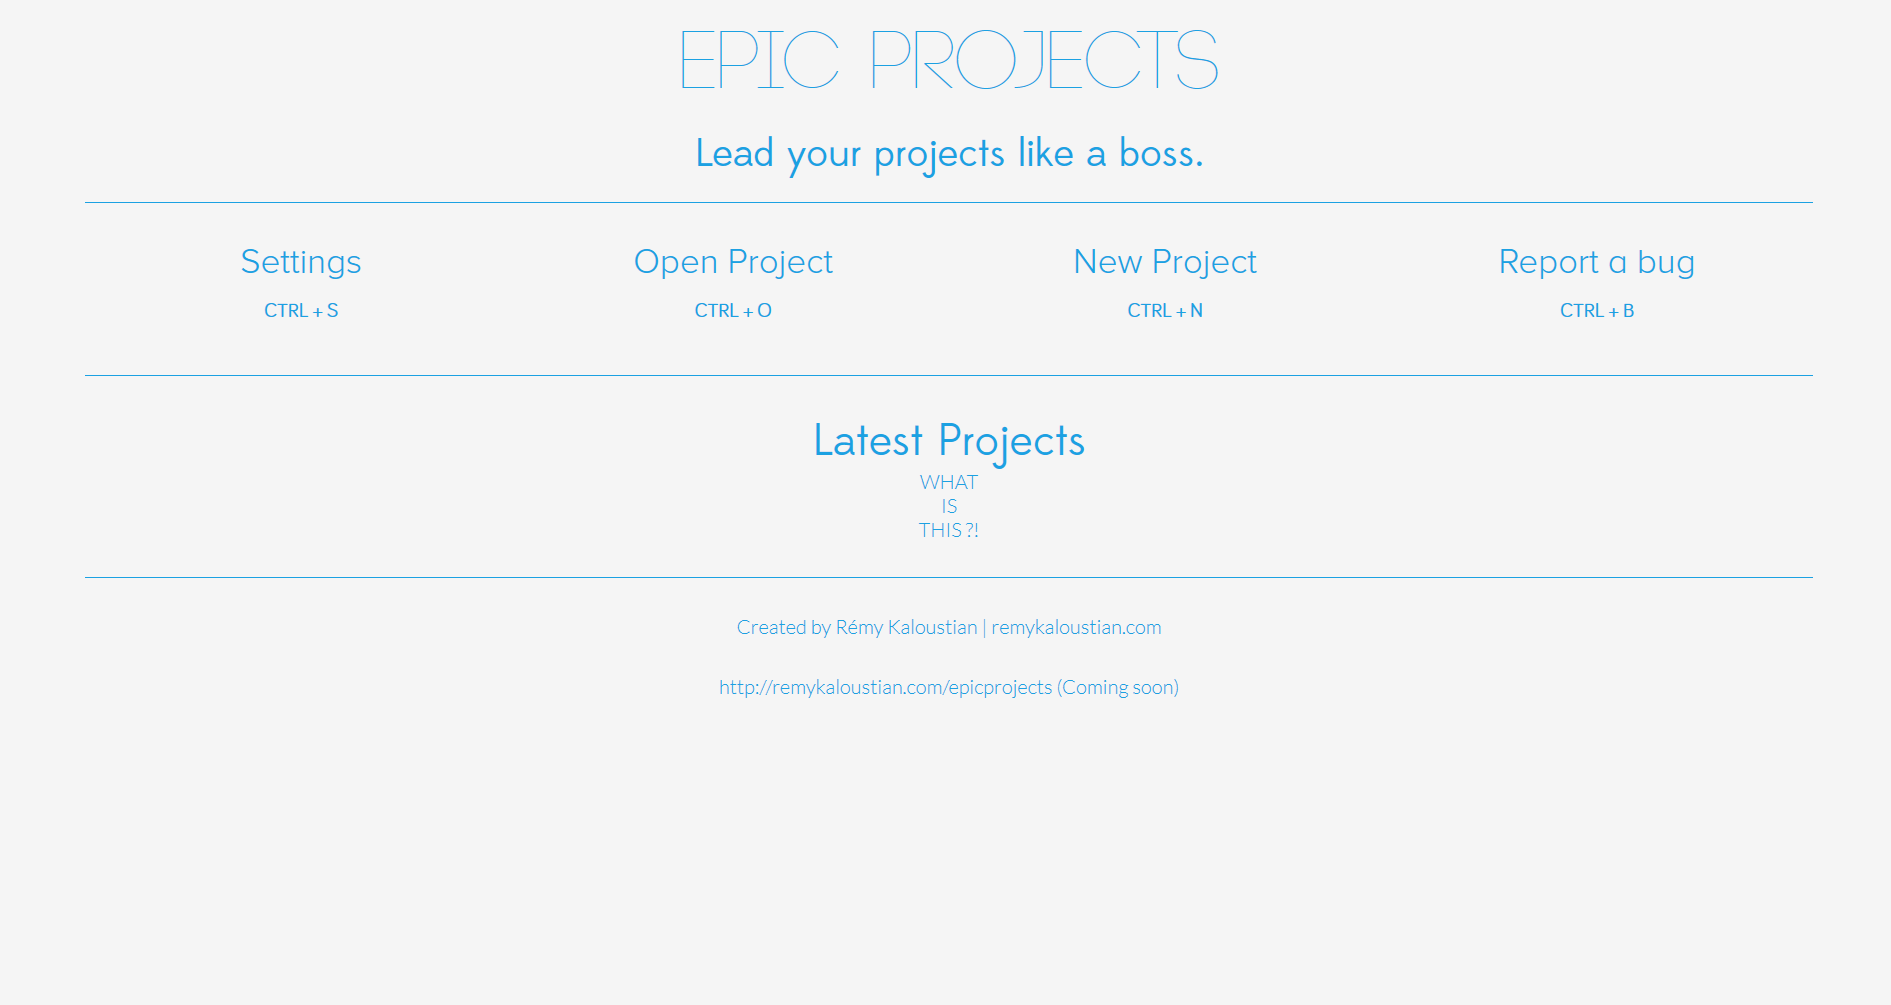 EPIC PROJECTS
Lead your projects like a boss.
Settings
Open Project
New Project
Report a bug
CTRL + S
CTRL + O
CTRL + N
CTRL + B
Latest Projects
WHAT
IS
THIS ?!
Created by Rémy Kaloustian | remykaloustian.com
http://remykaloustian.com/epicprojects (Coming soon)